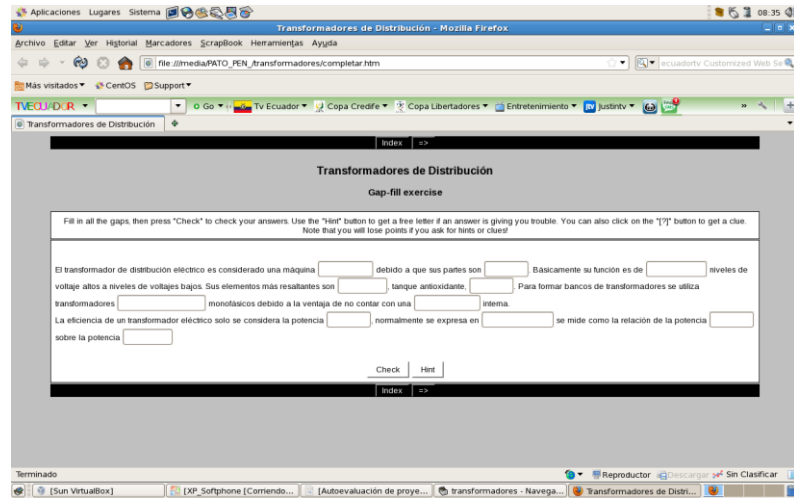 Aplicaciones Lugares Sistema 08:35
Transformadores de Distribución - Mozilla Firefox
Archivo Editar Ver Historial Marcadores ScrapBook Herramientas Ayuda
file:///media/PATO_PEN_/transformadores/completar.htm ecuadortv Customized Web Se
Más visitados CentOS Support
TVECUADOR Go Tv Ecuador Copa Credife Copa Libertadores Entretenimiento Justintv »
Transformadores de Distribución
Index =>
Transformadores de Distribución
Gap-fill exercise
Fill in all the gaps, then press "Check" to check your answers. Use the "Hint" button to get a free letter if an answer is giving you trouble. You can also click on the "[?]" button to get a clue.
Note that you will lose points if you ask for hints or clues!
El transformador de distribución eléctrico es considerado una máquina debido a que sus partes son . Básicamente su función es de niveles de
voltaje altos a niveles de voltajes bajos. Sus elementos más resaltantes son , tanque antioxidante, . Para formar bancos de transformadores se utiliza
transformadores monofásicos debido a la ventaja de no contar con una interna.
La eficiencia de un transformador eléctrico solo se considera la potencia , normalmente se expresa en se mide como la relación de la potencia
sobre la potencia
Check Hint
Index =>
Terminado Reproductor Descargar Sin Clasificar
[Sun VirtualBox] [XP_Softphone [Corriendo... [Autoevaluación de proye... transformadores - Navega... Transformadores de Distri...